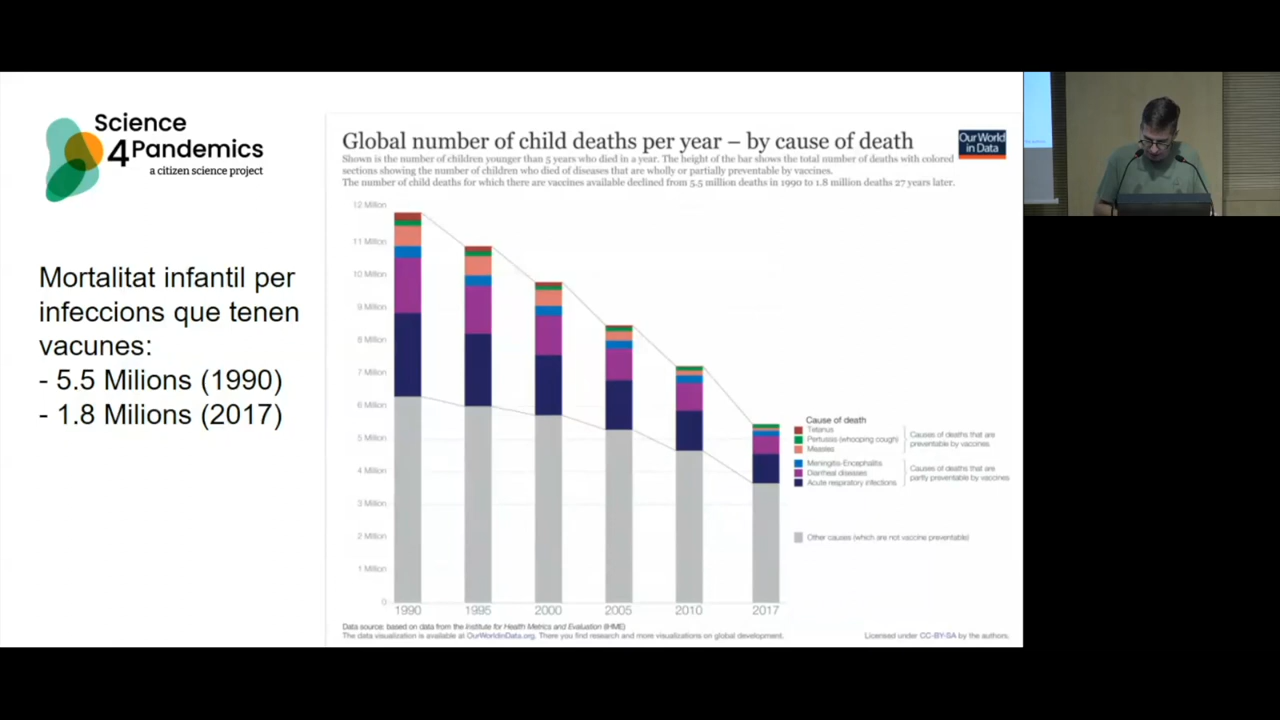 Science
4Pandemics
a citizen science project
Mortalitat infantil per
infeccions que tenen
vacunes:
- 5.5 Milions (1990)
- 1.8 Milions (2017)
Global number of child deaths per year – by cause of death
Our World
in Data
Shown is the number of children younger than 5 years who died in a year. The height of the bar shows the total number of deaths with colored
sections showing the number of children who died of diseases that are wholly or partially preventable by vaccines.
The number of child deaths for which there are vaccines available declined from 5.5 million deaths in 1990 to 1.8 million deaths 27 years later.
12 Million
11 Million
10 Million
9 Million
8 Million
7 Million
6 Million
5 Million
4 Million
3 Million
2 Million
1 Million
0
1990
1995
2000
2005
2010
2017
Cause of death
Tetanus
Pertussis (whooping cough)
Measles
Causes of deaths that are
preventable by vaccines
Meningitis-Encephalitis
Diarrheal diseases
Acute respiratory infections
Causes of deaths that are
partly preventable by vaccines
Other causes (which are not vaccine preventable)
Data source: based on data from the Institute for Health Metrics and Evaluation (IHME)
The data visualization is available at OurWorldinData.org. There you find research and more visualizations on global development.
Licensed under CC-BY-SA by the authors.